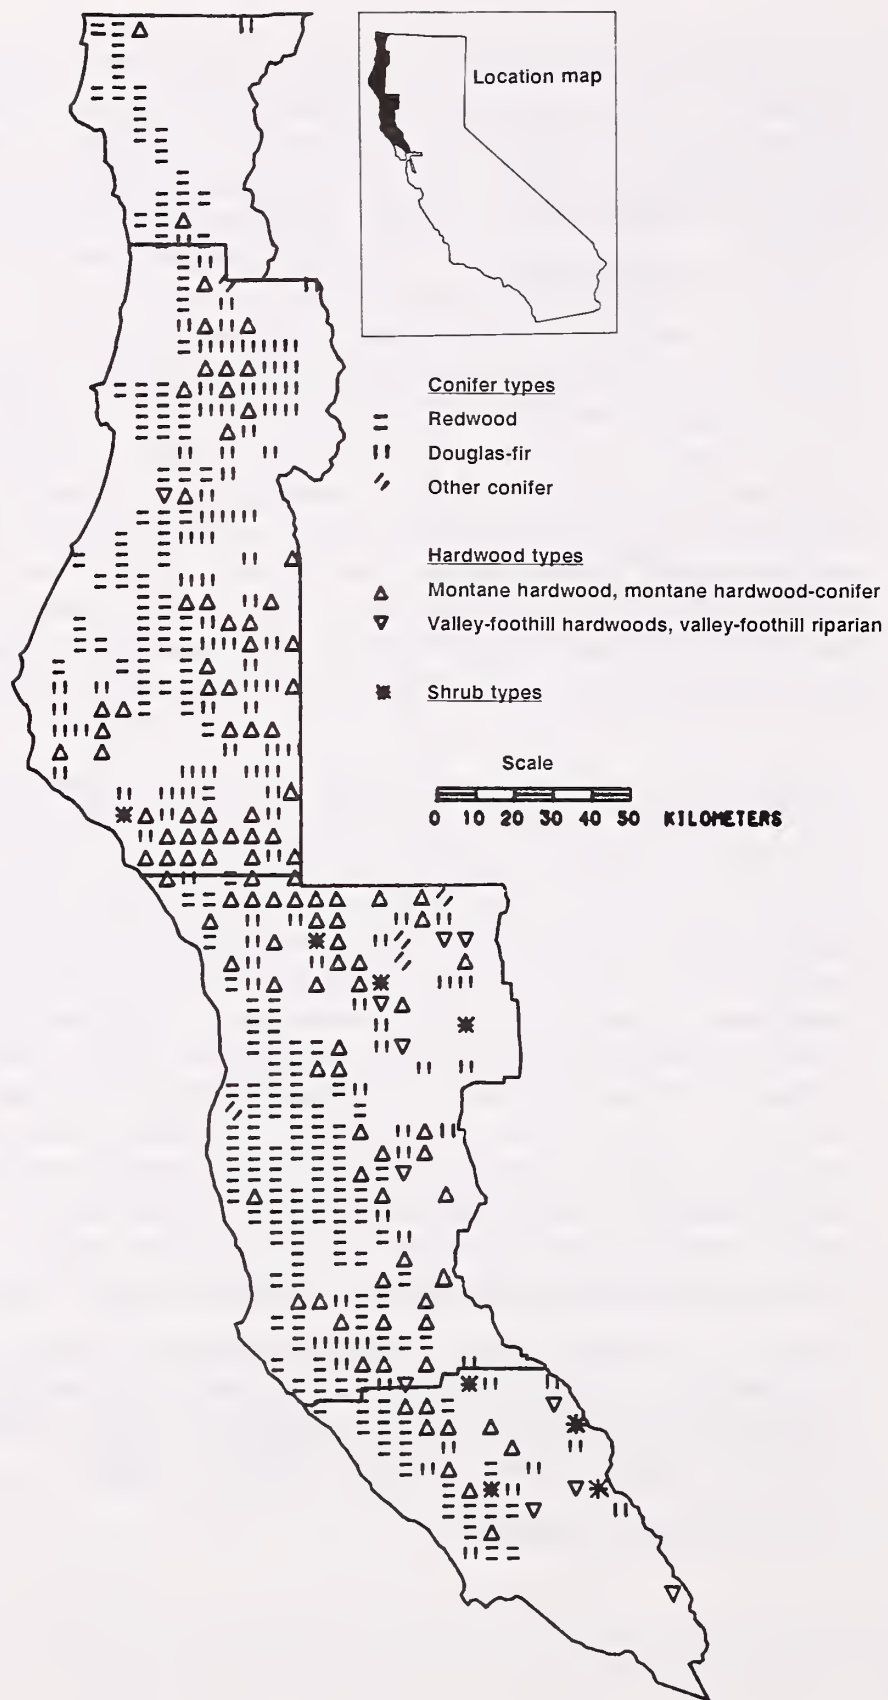 Location map
Conifer types
Redwood
Douglas-fir
Other conifer
Hardwood types
Montane hardwood, montane hardwood-conifer
Valley-foothill hardwoods, valley-foothill riparian
Shrub types
Scale
0 10 20 30 40 50 KILOMETERS